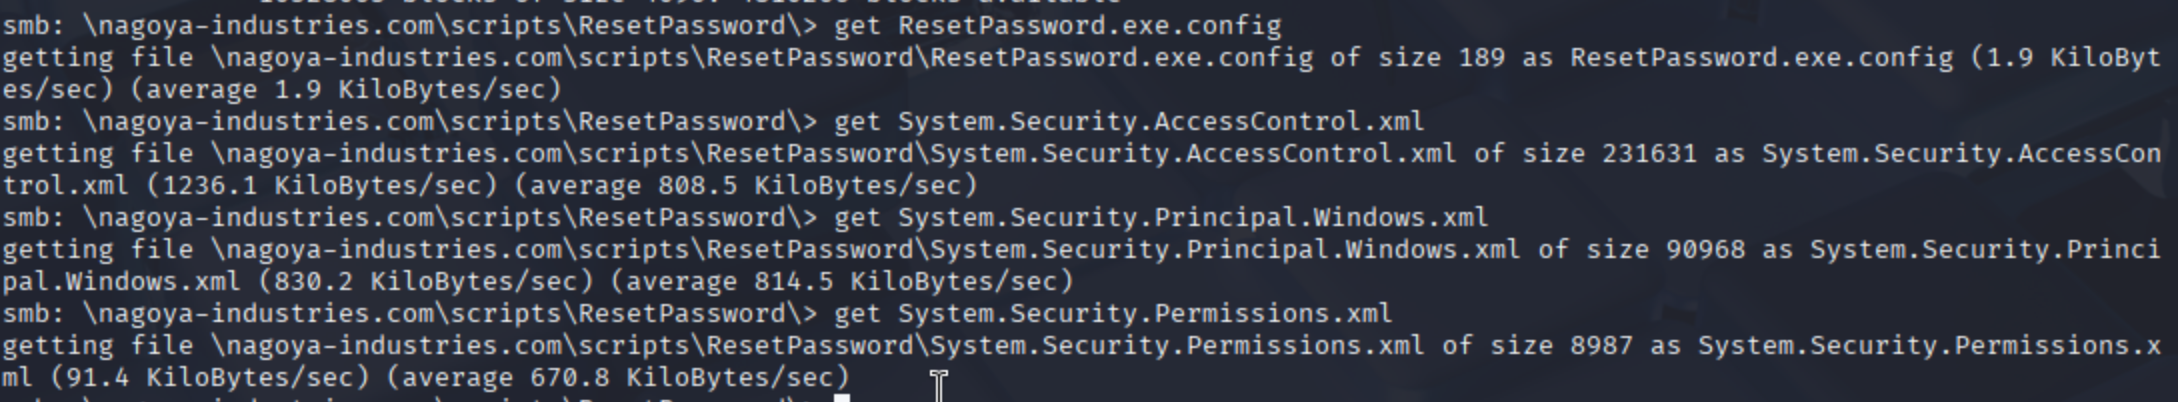 smb: \nagoya-industries.com\scripts\ResetPassword\> get ResetPassword.exe.config
getting file \nagoya-industries.com\scripts\ResetPassword\ResetPassword.exe.config of size 189 as ResetPassword.exe.config (1.9 KiloByt
es/sec) (average 1.9 KiloBytes/sec)
smb: \nagoya-industries.com\scripts\ResetPassword\> get System.Security.AccessControl.xml
getting file \nagoya-industries.com\scripts\ResetPassword\System.Security.AccessControl.xml of size 231631 as System.Security.AccessCon
trol.xml (1236.1 KiloBytes/sec) (average 808.5 KiloBytes/sec)
smb: \nagoya-industries.com\scripts\ResetPassword\> get System.Security.Principal.Windows.xml
getting file \nagoya-industries.com\scripts\ResetPassword\System.Security.Principal.Windows.xml of size 90968 as System.Security.Princi
pal.Windows.xml (830.2 KiloBytes/sec) (average 814.5 KiloBytes/sec)
smb: \nagoya-industries.com\scripts\ResetPassword\> get System.Security.Permissions.xml
getting file \nagoya-industries.com\scripts\ResetPassword\System.Security.Permissions.xml of size 8987 as System.Security.Permissions.x
ml (91.4 KiloBytes/sec) (average 670.8 KiloBytes/sec)